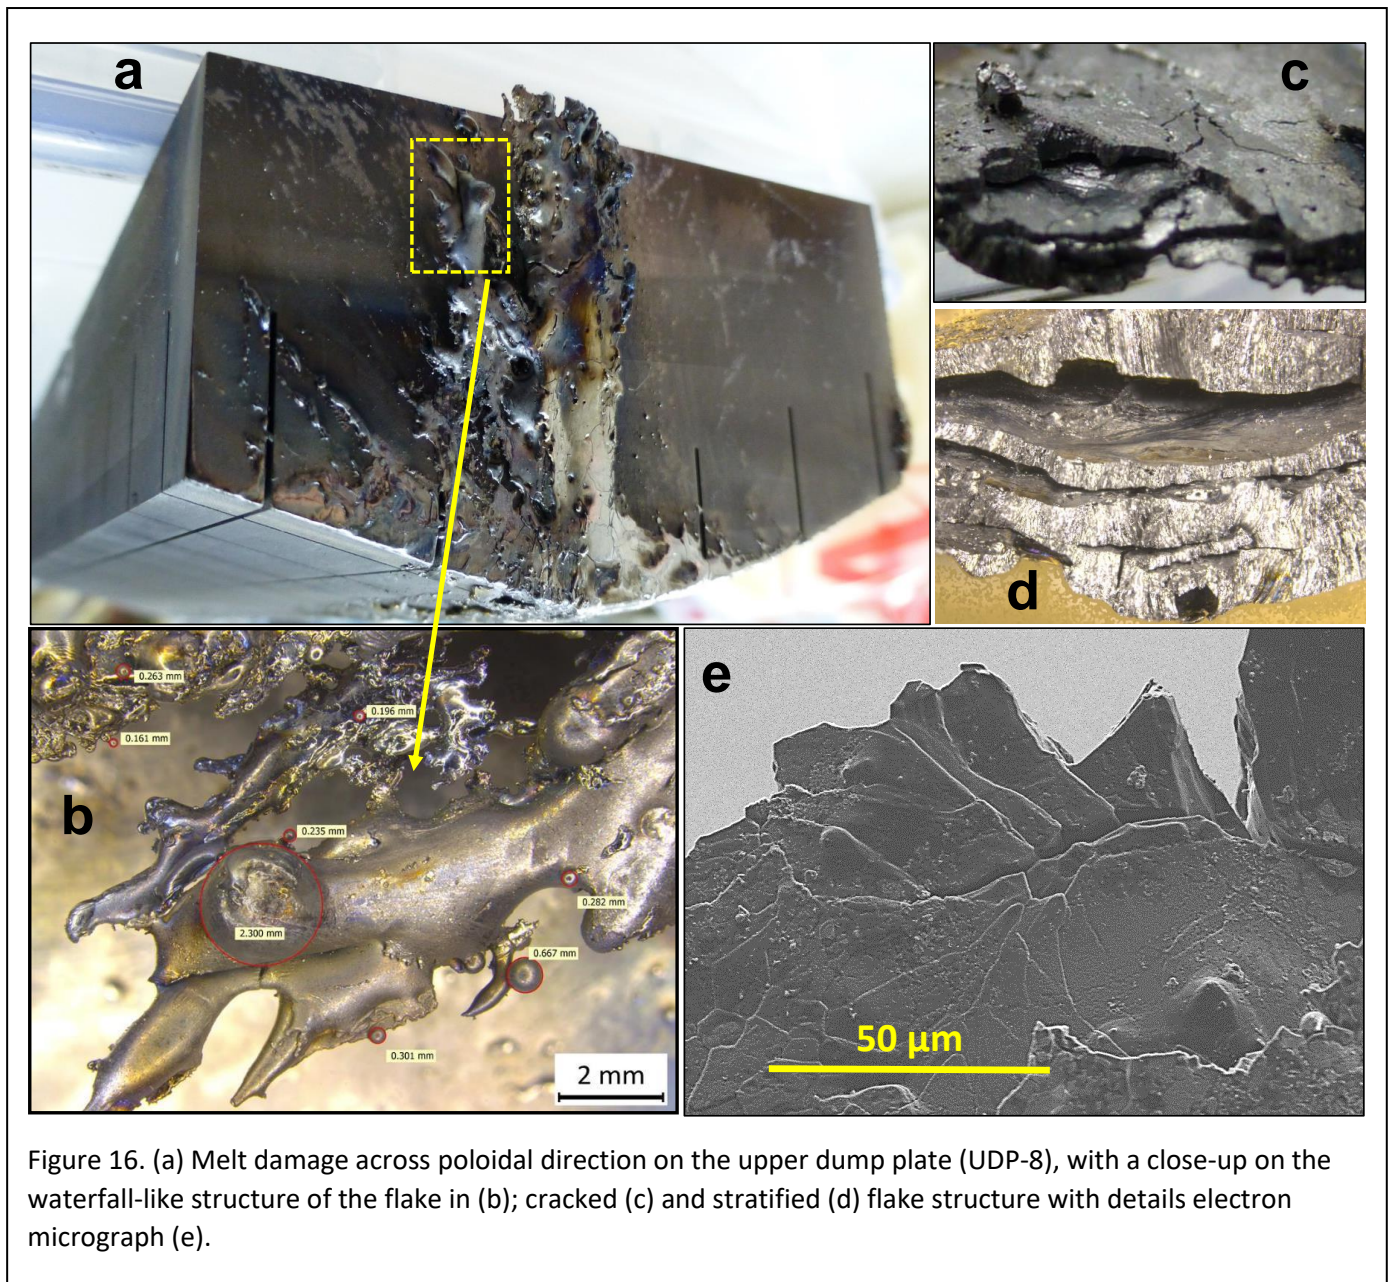 a
c
d
0.263 mm
0.196 mm
0.161 mm
b
0.235 mm
0.282 mm
2.300 mm
0.667 mm
0.301 mm
2 mm
e
50 µm
Figure 16. (a) Melt damage across poloidal direction on the upper dump plate (UDP-8), with a close-up on the
waterfall-like structure of the flake in (b); cracked (c) and stratified (d) flake structure with details electron
micrograph (e).